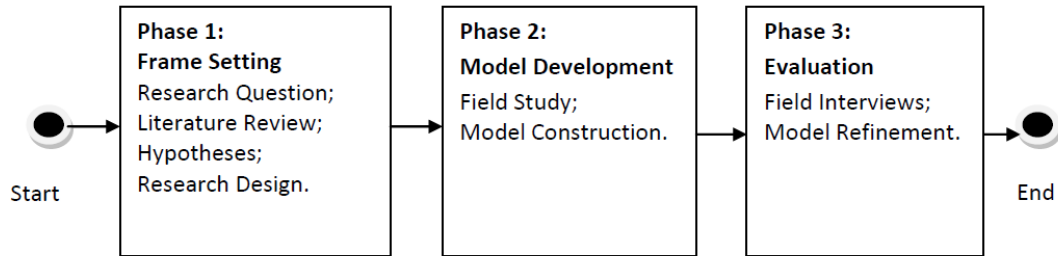 Start
Phase 1:
Frame Setting
Research Question;
Literature Review;
Hypotheses;
Research Design.
Phase 2:
Model Development
Field Study;
Model Construction.
Phase 3:
Evaluation
Field Interviews;
Model Refinement.
End